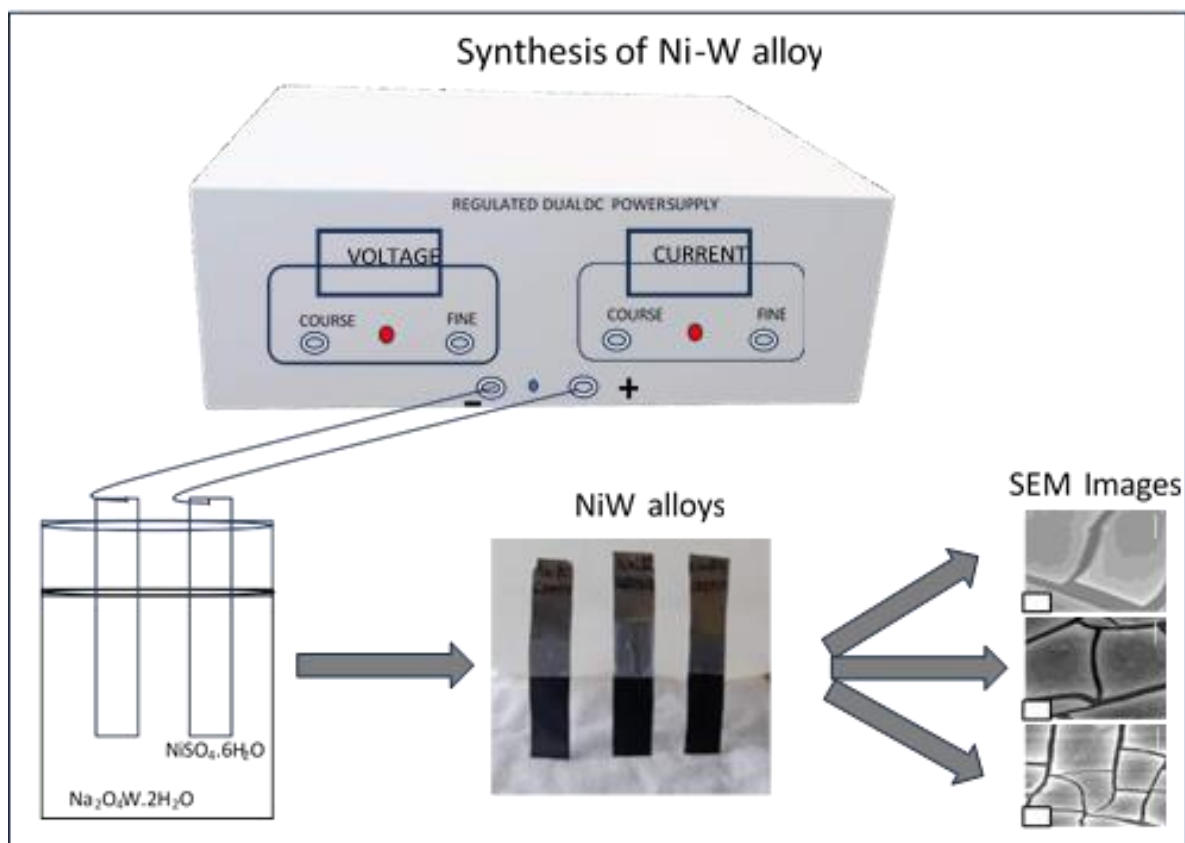 Synthesis of Ni-W alloy
REGULATED DUALDC POWERSUPPLY
VOLTAGE
CURRENT
COURSE
FINE
COURSE
FINE
- +
SEM Images
NiW alloys
NiSO₄.6H₂O
Na₂O₄W.2H₂O